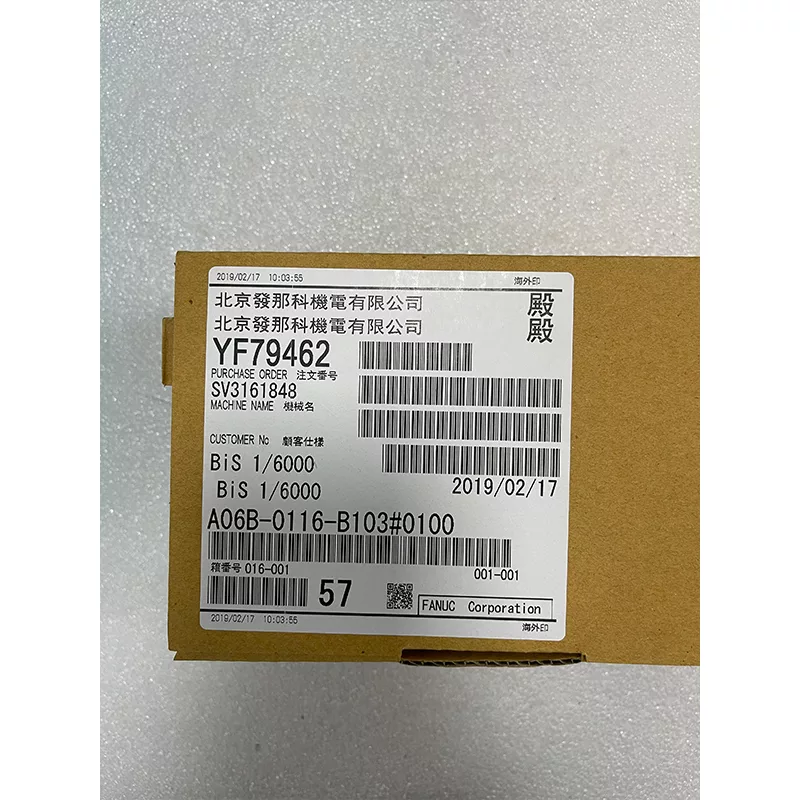 2019/02/17 10:03:55 海外印
北京發那科機電有限公司 殿
北京發那科機電有限公司 殿
YF79462
PURCHASE ORDER 注文番号
SV3161848
MACHINE NAME 機械名
CUSTOMER No 顧客仕様
BiS 1/6000
2019/02/17
BiS 1/6000
A06B-0116-B103#0100
箱番号 016-001
001-001
57
FANUC Corporation
2019/02/17 10:03:55 海外印